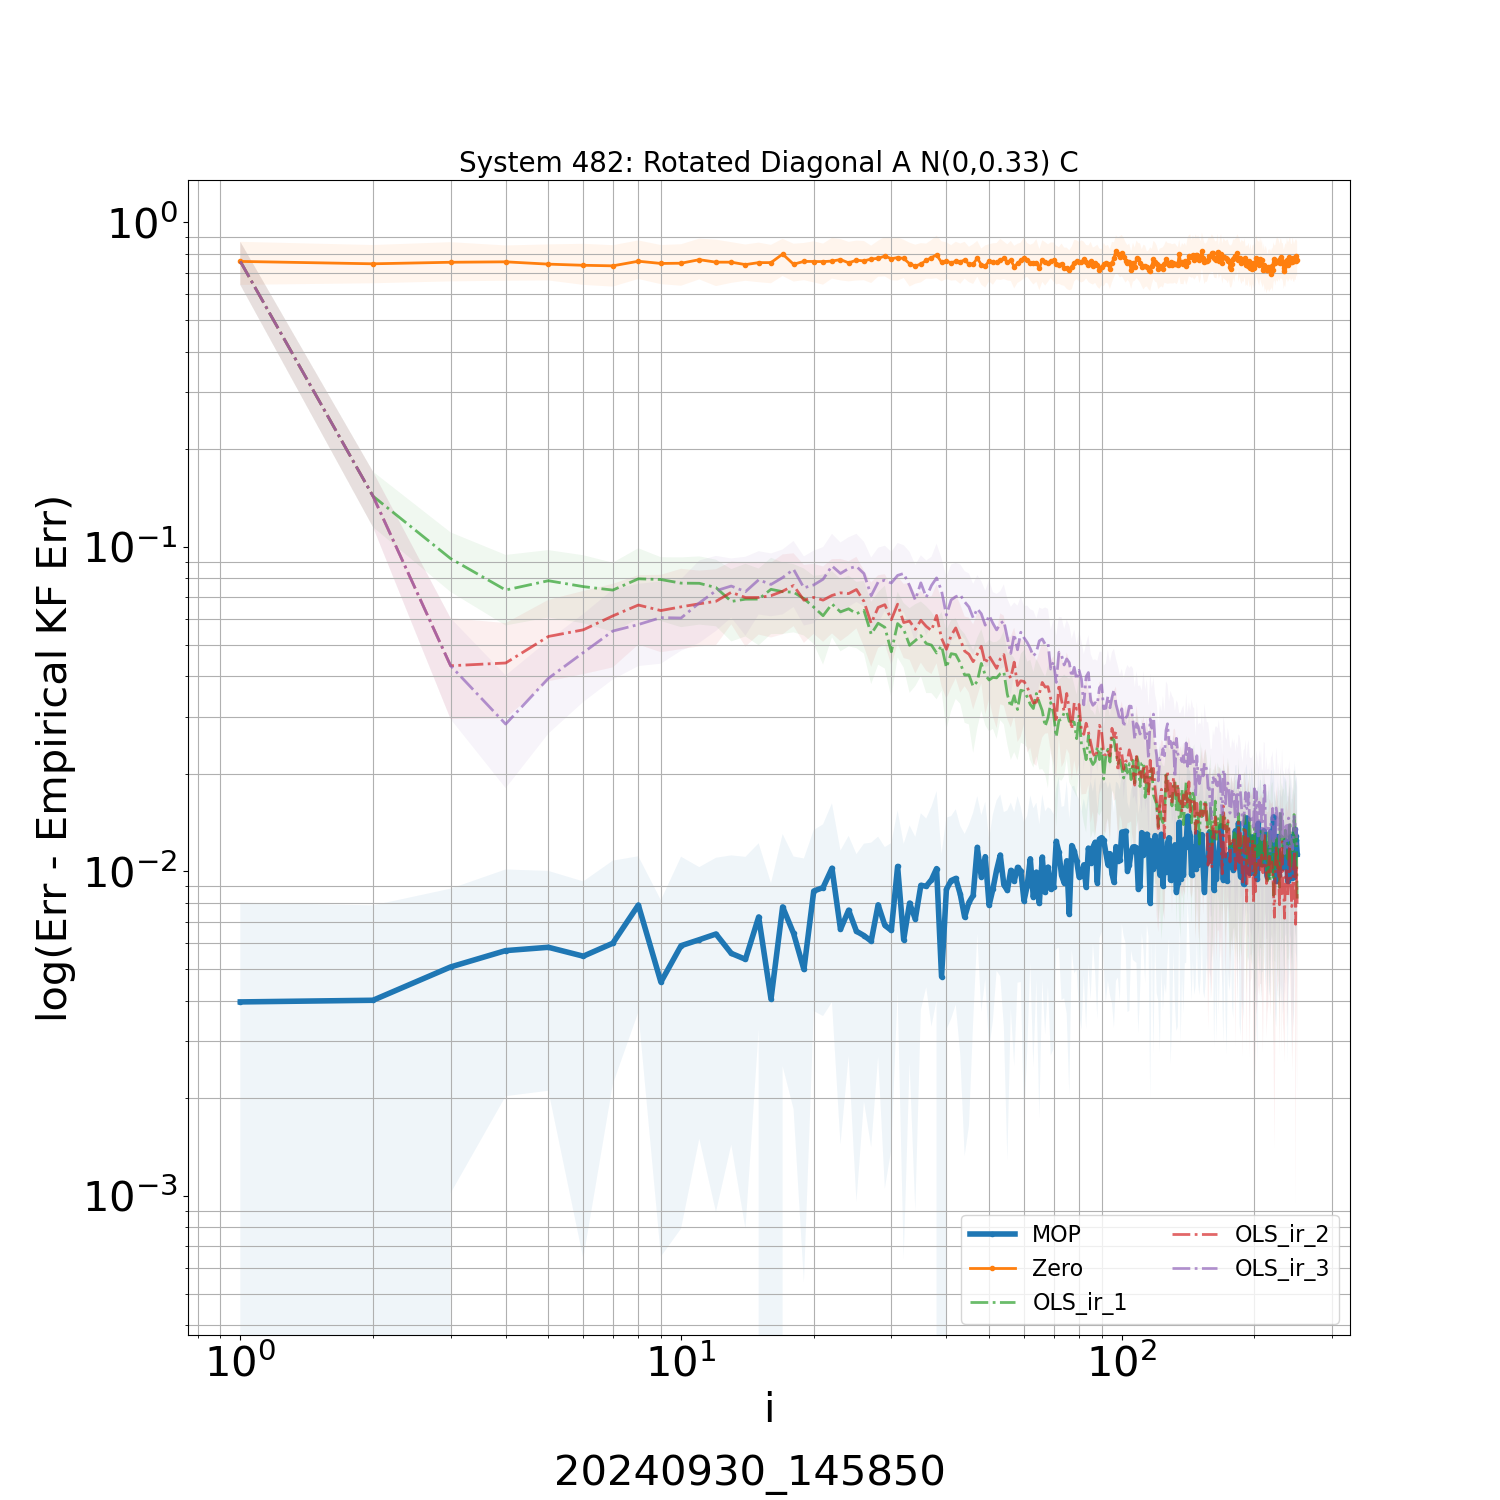 System 482: Rotated Diagonal A N(0,0.33) C
log(Err - Empirical KF Err)
10⁰
10⁻¹
10⁻²
10⁻³
MOP
Zero
OLS_ir_1
OLS_ir_2
OLS_ir_3
10⁰ 10¹ 10²
i
20240930_145850